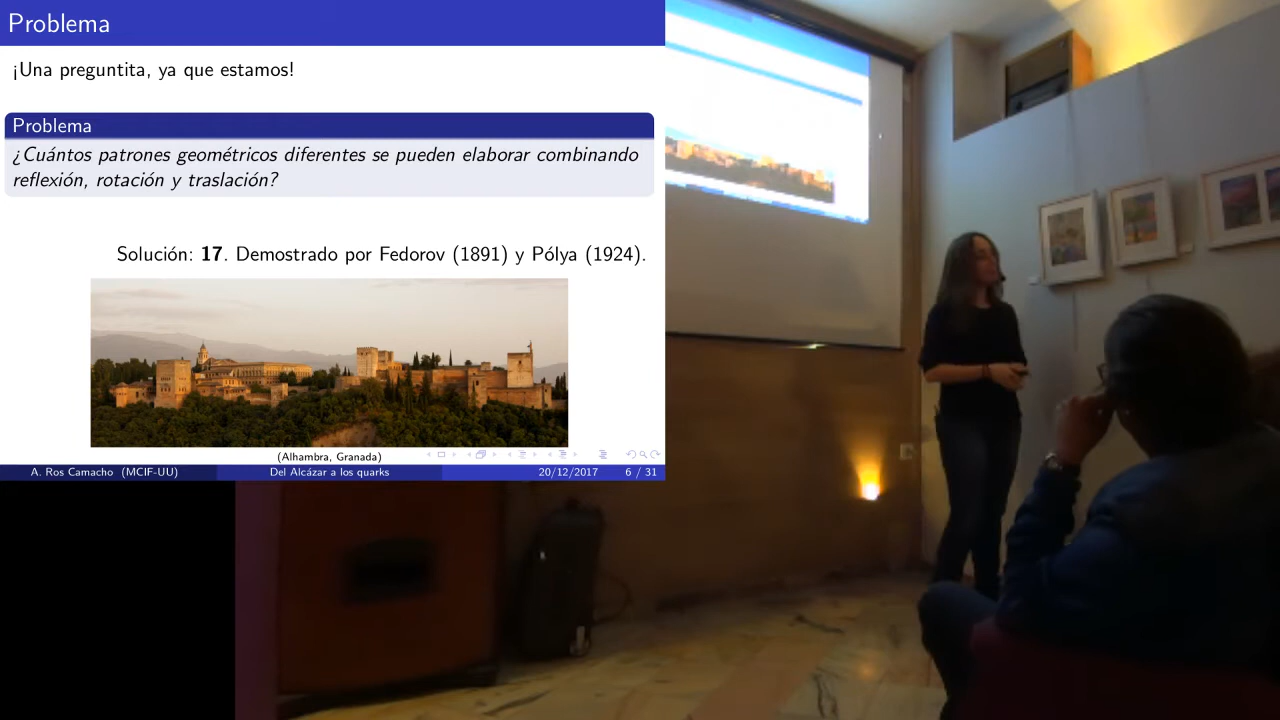 Problema
¡Una preguntita, ya que estamos!
Problema
¿Cuántos patrones geométricos diferentes se pueden elaborar combinando
reflexión, rotación y traslación?
Solución: 17. Demostrado por Fedorov (1891) y Pólya (1924).
(Alhambra, Granada)
A. Ros Camacho (MCIF-UU) Del Alcázar a los quarks 20/12/2017 6 / 31